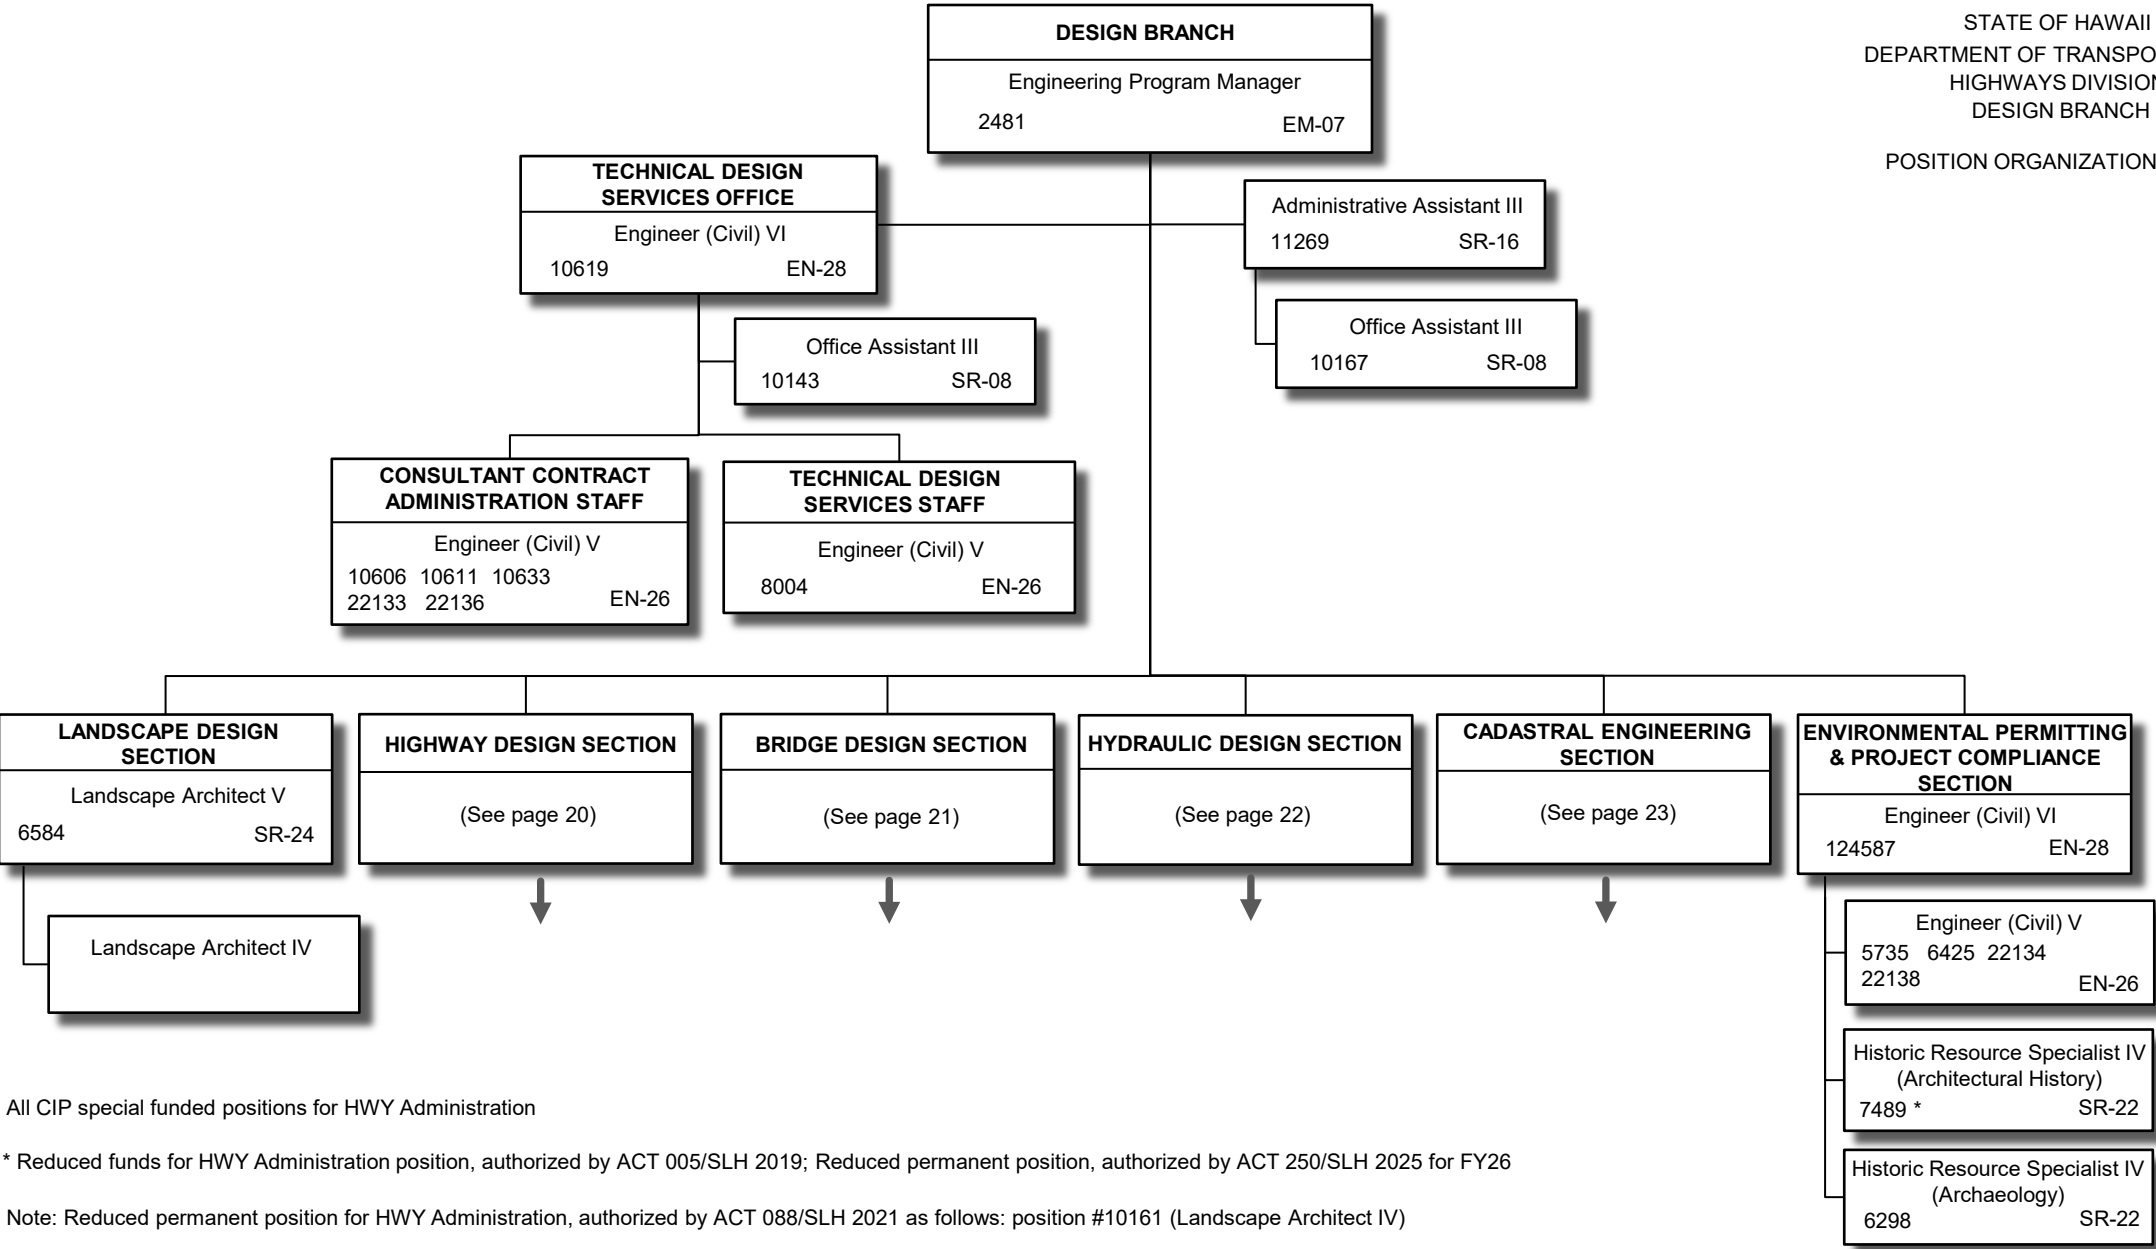 STATE OF HAWAII
DEPARTMENT OF TRANSPO
HIGHWAYS DIVISION
DESIGN BRANCH
POSITION ORGANIZATION
DESIGN BRANCH
Engineering Program Manager
2481 EM-07
TECHNICAL DESIGN
SERVICES OFFICE
Engineer (Civil) VI
10619 EN-28
Administrative Assistant III
11269 SR-16
Office Assistant III
10167 SR-08
Office Assistant III
10143 SR-08
CONSULTANT CONTRACT
ADMINISTRATION STAFF
Engineer (Civil) V
10606 10611 10633
22133 22136 EN-26
TECHNICAL DESIGN
SERVICES STAFF
Engineer (Civil) V
8004 EN-26
LANDSCAPE DESIGN
SECTION
Landscape Architect V
6584 SR-24
Landscape Architect IV
HIGHWAY DESIGN SECTION
(See page 20)
BRIDGE DESIGN SECTION
(See page 21)
HYDRAULIC DESIGN SECTION
(See page 22)
CADASTRAL ENGINEERING
SECTION
(See page 23)
ENVIRONMENTAL PERMITTING
& PROJECT COMPLIANCE
SECTION
Engineer (Civil) VI
124587 EN-28
Engineer (Civil) V
5735 6425 22134
22138 EN-26
Historic Resource Specialist IV
(Architectural History)
7489 * SR-22
Historic Resource Specialist IV
(Archaeology)
6298 SR-22
All CIP special funded positions for HWY Administration
* Reduced funds for HWY Administration position, authorized by ACT 005/SLH 2019; Reduced permanent position, authorized by ACT 250/SLH 2025 for FY26
Note: Reduced permanent position for HWY Administration, authorized by ACT 088/SLH 2021 as follows: position #10161 (Landscape Architect IV)